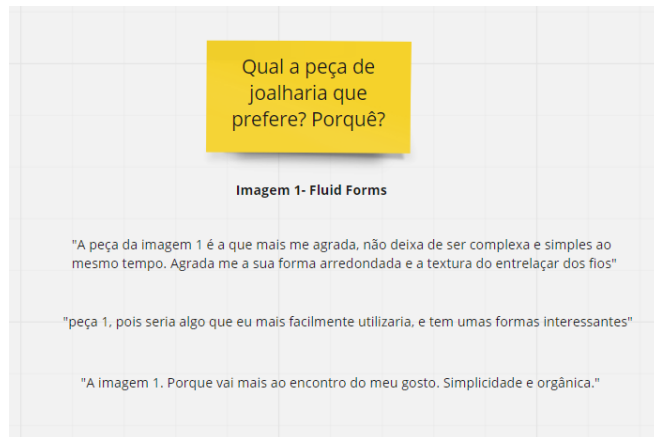 Qual a peça de
joalharia que
prefere? Porquê?
Imagem 1- Fluid Forms
"A peça da imagem 1 é a que mais me agrada, não deixa de ser complexa e simples ao
mesmo tempo. Agrada me a sua forma arredondada e a textura do entrelaçar dos fios"
"peça 1, pois seria algo que eu mais facilmente utilizaria, e tem umas formas interessantes"
"A imagem 1. Porque vai mais ao encontro do meu gosto. Simplicidade e orgânica."